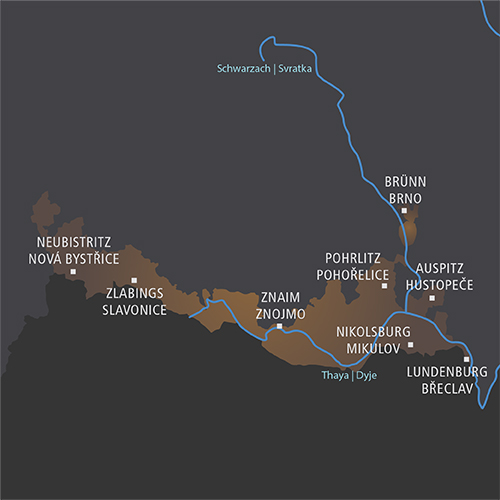 Schwarzach | Svratka
BRÜNN
BRNO
NEUBISTRITZ
NOVÁ BYSTŘICE
POHRLITZ
POHOŘELICE
AUSPITZ
HUSTOPEČE
ZLABINGS
SLAVONICE
ZNAIM
ZNOJMO
NIKOLSBURG
MIKULOV
LUNDENBURG
BŘECLAV
Thaya | Dyje